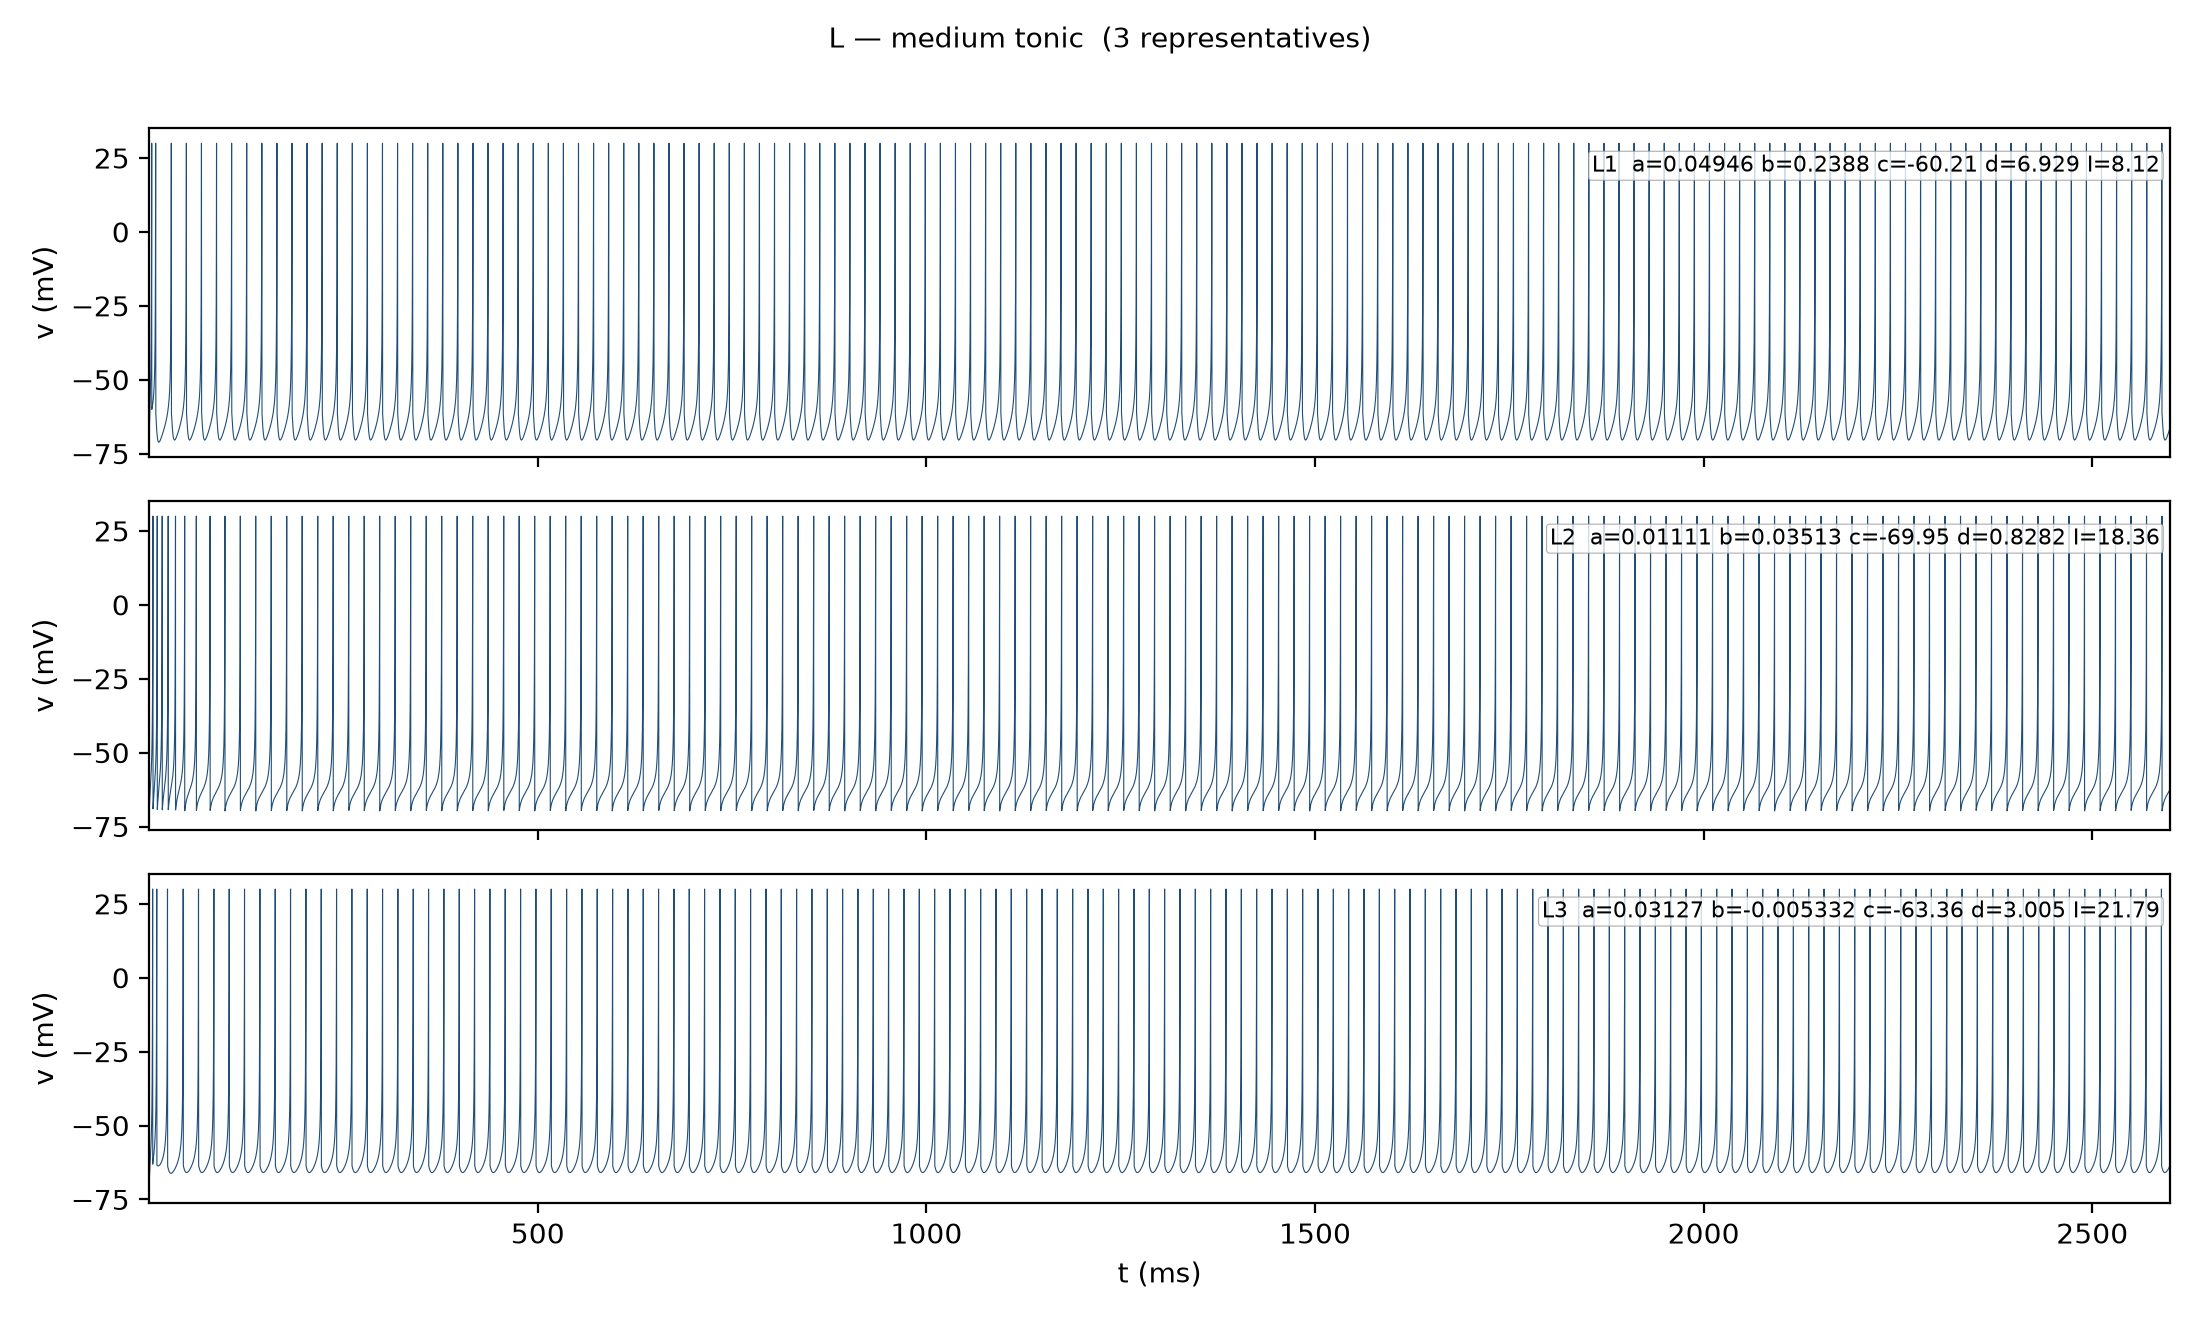 L — medium tonic  (3 representatives)
25
0
−25
−50
−75
v (mV)
L1  a=0.04946 b=0.2388 c=-60.21 d=6.929 I=8.12
25
0
−25
−50
−75
v (mV)
L2  a=0.01111 b=0.03513 c=-69.95 d=0.8282 I=18.36
25
0
−25
−50
−75
v (mV)
L3  a=0.03127 b=-0.005332 c=-63.36 d=3.005 I=21.79
500 1000 1500 2000 2500
t (ms)